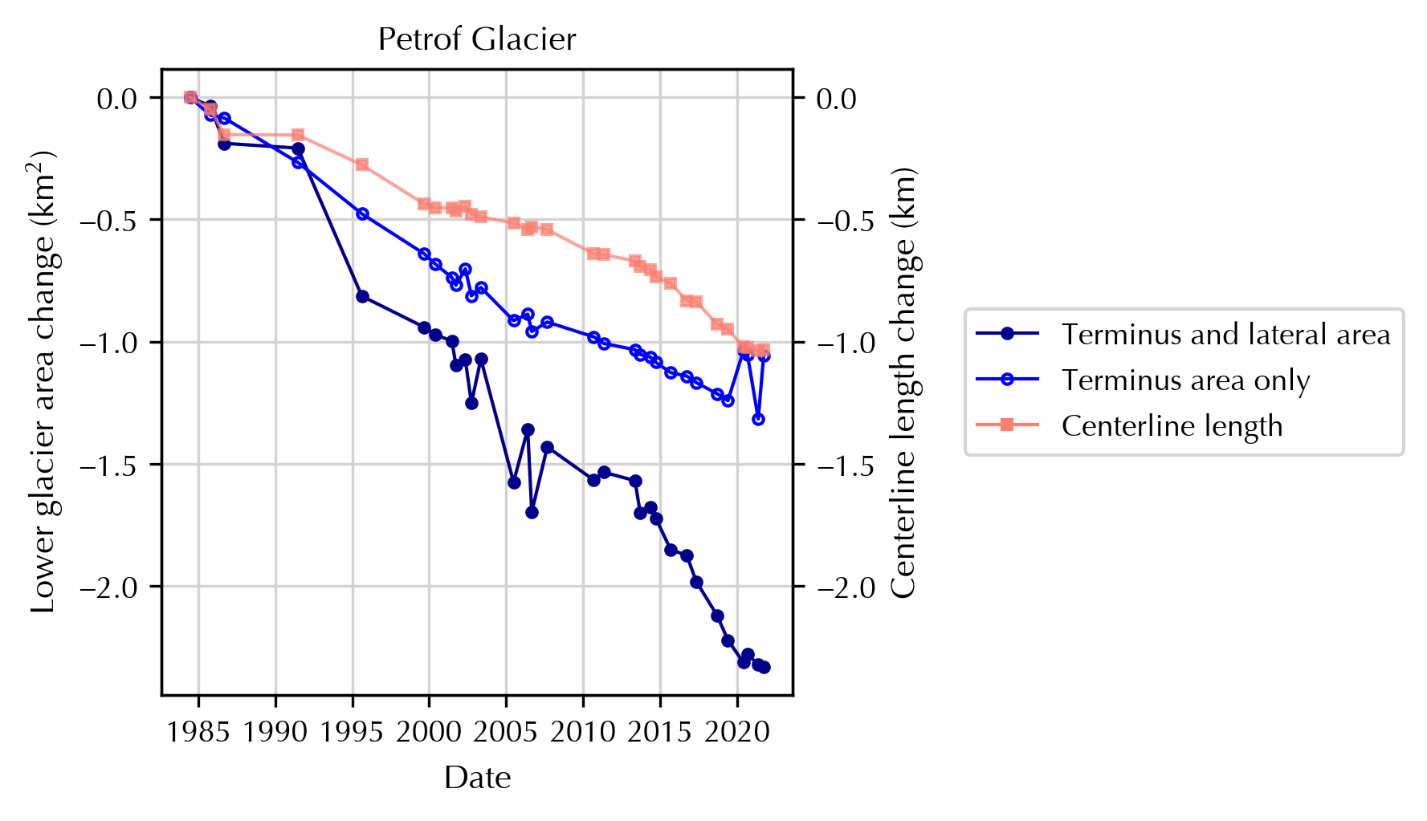 Petrof Glacier
Lower glacier area change (km²)
0.0
−0.5
−1.0
−1.5
−2.0
0.0
−0.5
−1.0
−1.5
−2.0
Centerline length change (km)
1985 1990 1995 2000 2005 2010 2015 2020
Date
Terminus and lateral area
Terminus area only
Centerline length